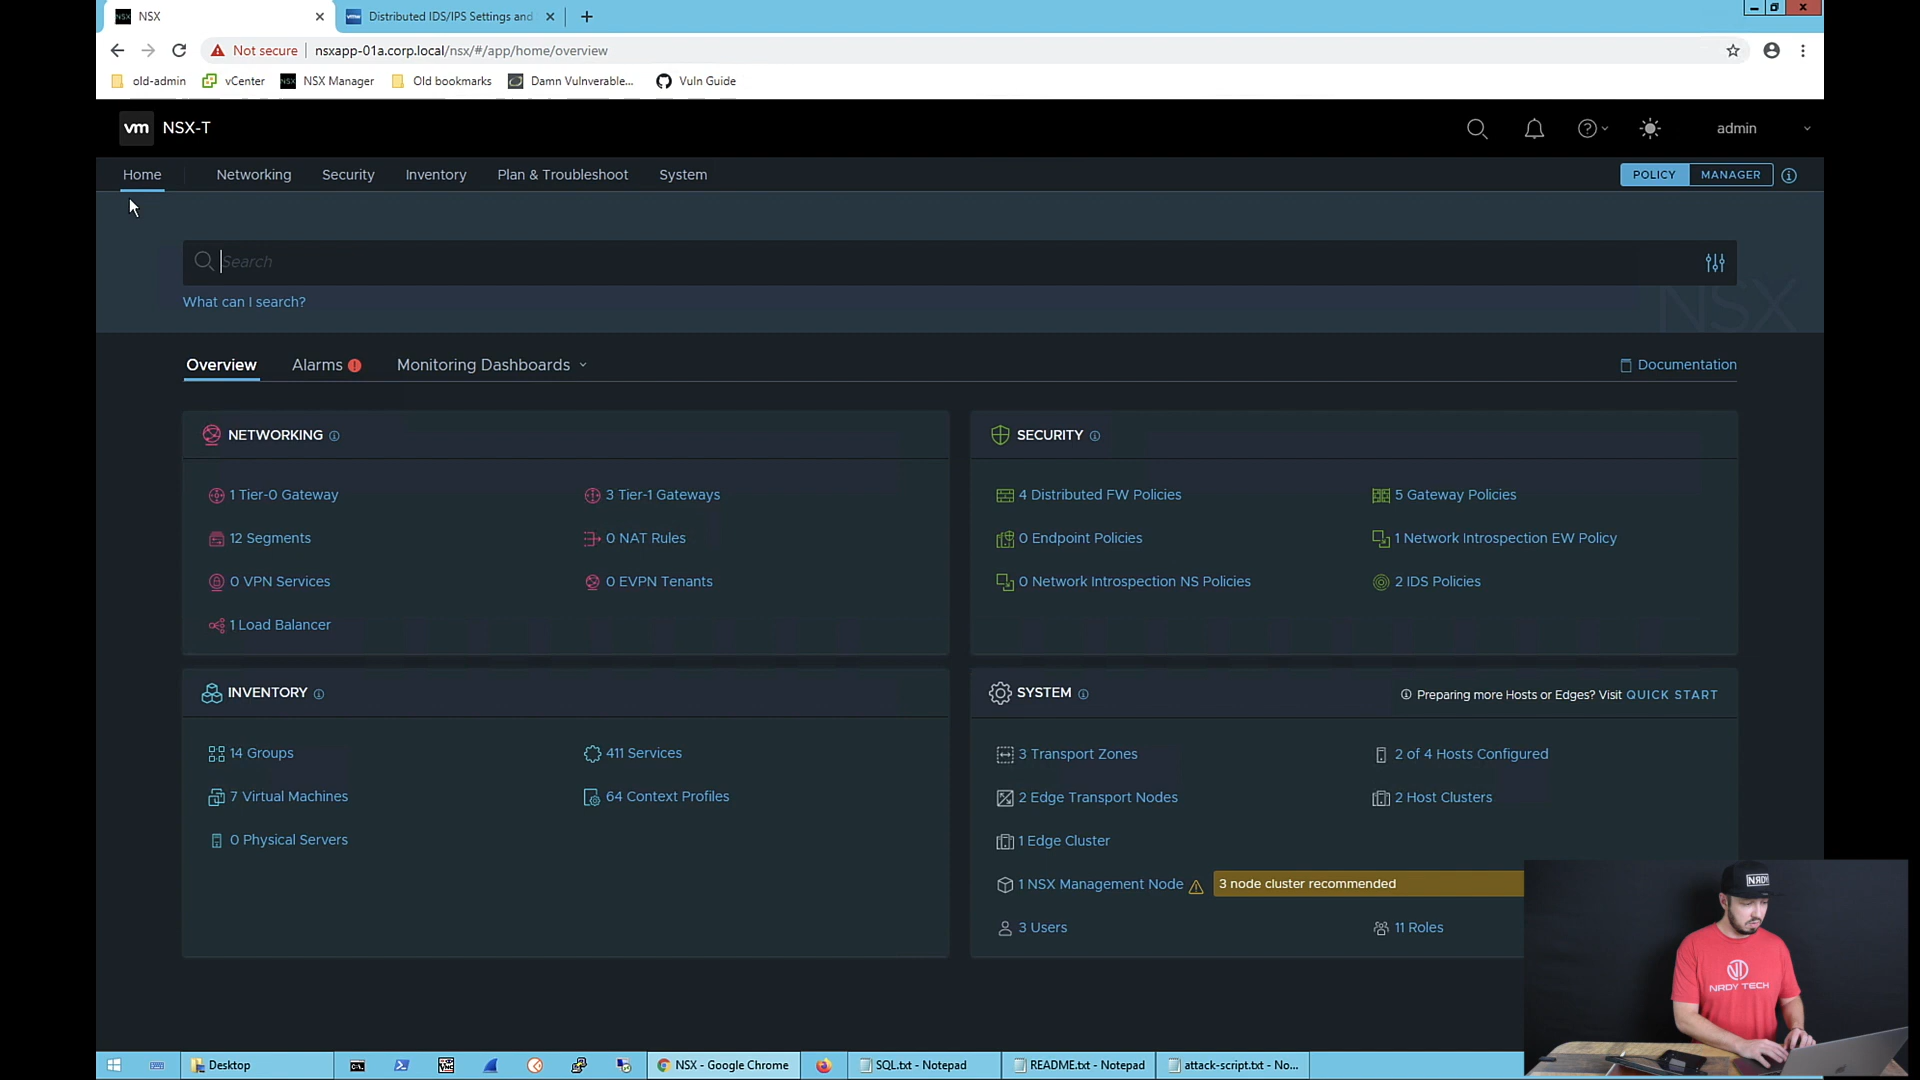 NSX
Distributed IDS/IPS Settings and
Not secure
nsxapp-01a.corp.local/nsx/#/app/home/overview
old-admin
vCenter
NSX Manager
Old bookmarks
Damn Vulnverable...
Vuln Guide
vm
NSX-T
admin
Home
Networking
Security
Inventory
Plan & Troubleshoot
System
POLICY
MANAGER
Search
What can I search?
NSX
Overview
Alarms
Monitoring Dashboards
Documentation
NETWORKING
1 Tier-0 Gateway
3 Tier-1 Gateways
12 Segments
0 NAT Rules
0 VPN Services
0 EVPN Tenants
1 Load Balancer
SECURITY
4 Distributed FW Policies
5 Gateway Policies
0 Endpoint Policies
1 Network Introspection EW Policy
0 Network Introspection NS Policies
2 IDS Policies
INVENTORY
14 Groups
411 Services
7 Virtual Machines
64 Context Profiles
0 Physical Servers
SYSTEM
Preparing more Hosts or Edges? Visit QUICK START
3 Transport Zones
2 of 4 Hosts Configured
2 Edge Transport Nodes
2 Host Clusters
1 Edge Cluster
1 NSX Management Node
3 node cluster recommended
3 Users
11 Roles
NRDY TECH
Desktop
NSX - Google Chrome
SQL.txt - Notepad
README.txt - Notepad
attack-script.txt - No...